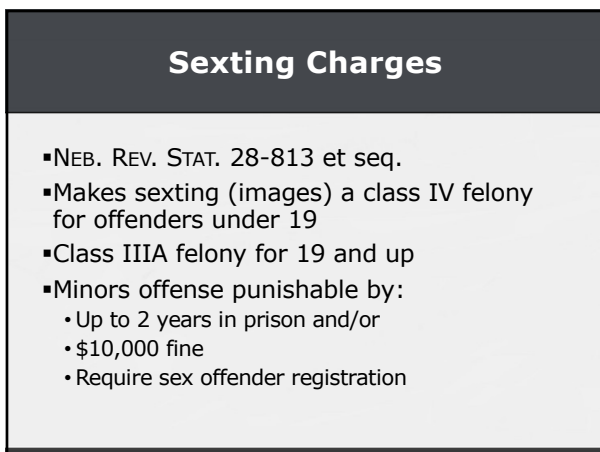 Sexting Charges
▪NEB. REV. STAT. 28-813 et seq.
▪Makes sexting (images) a class IV felony
for offenders under 19
▪Class IIIA felony for 19 and up
▪Minors offense punishable by:
• Up to 2 years in prison and/or
• $10,000 fine
• Require sex offender registration